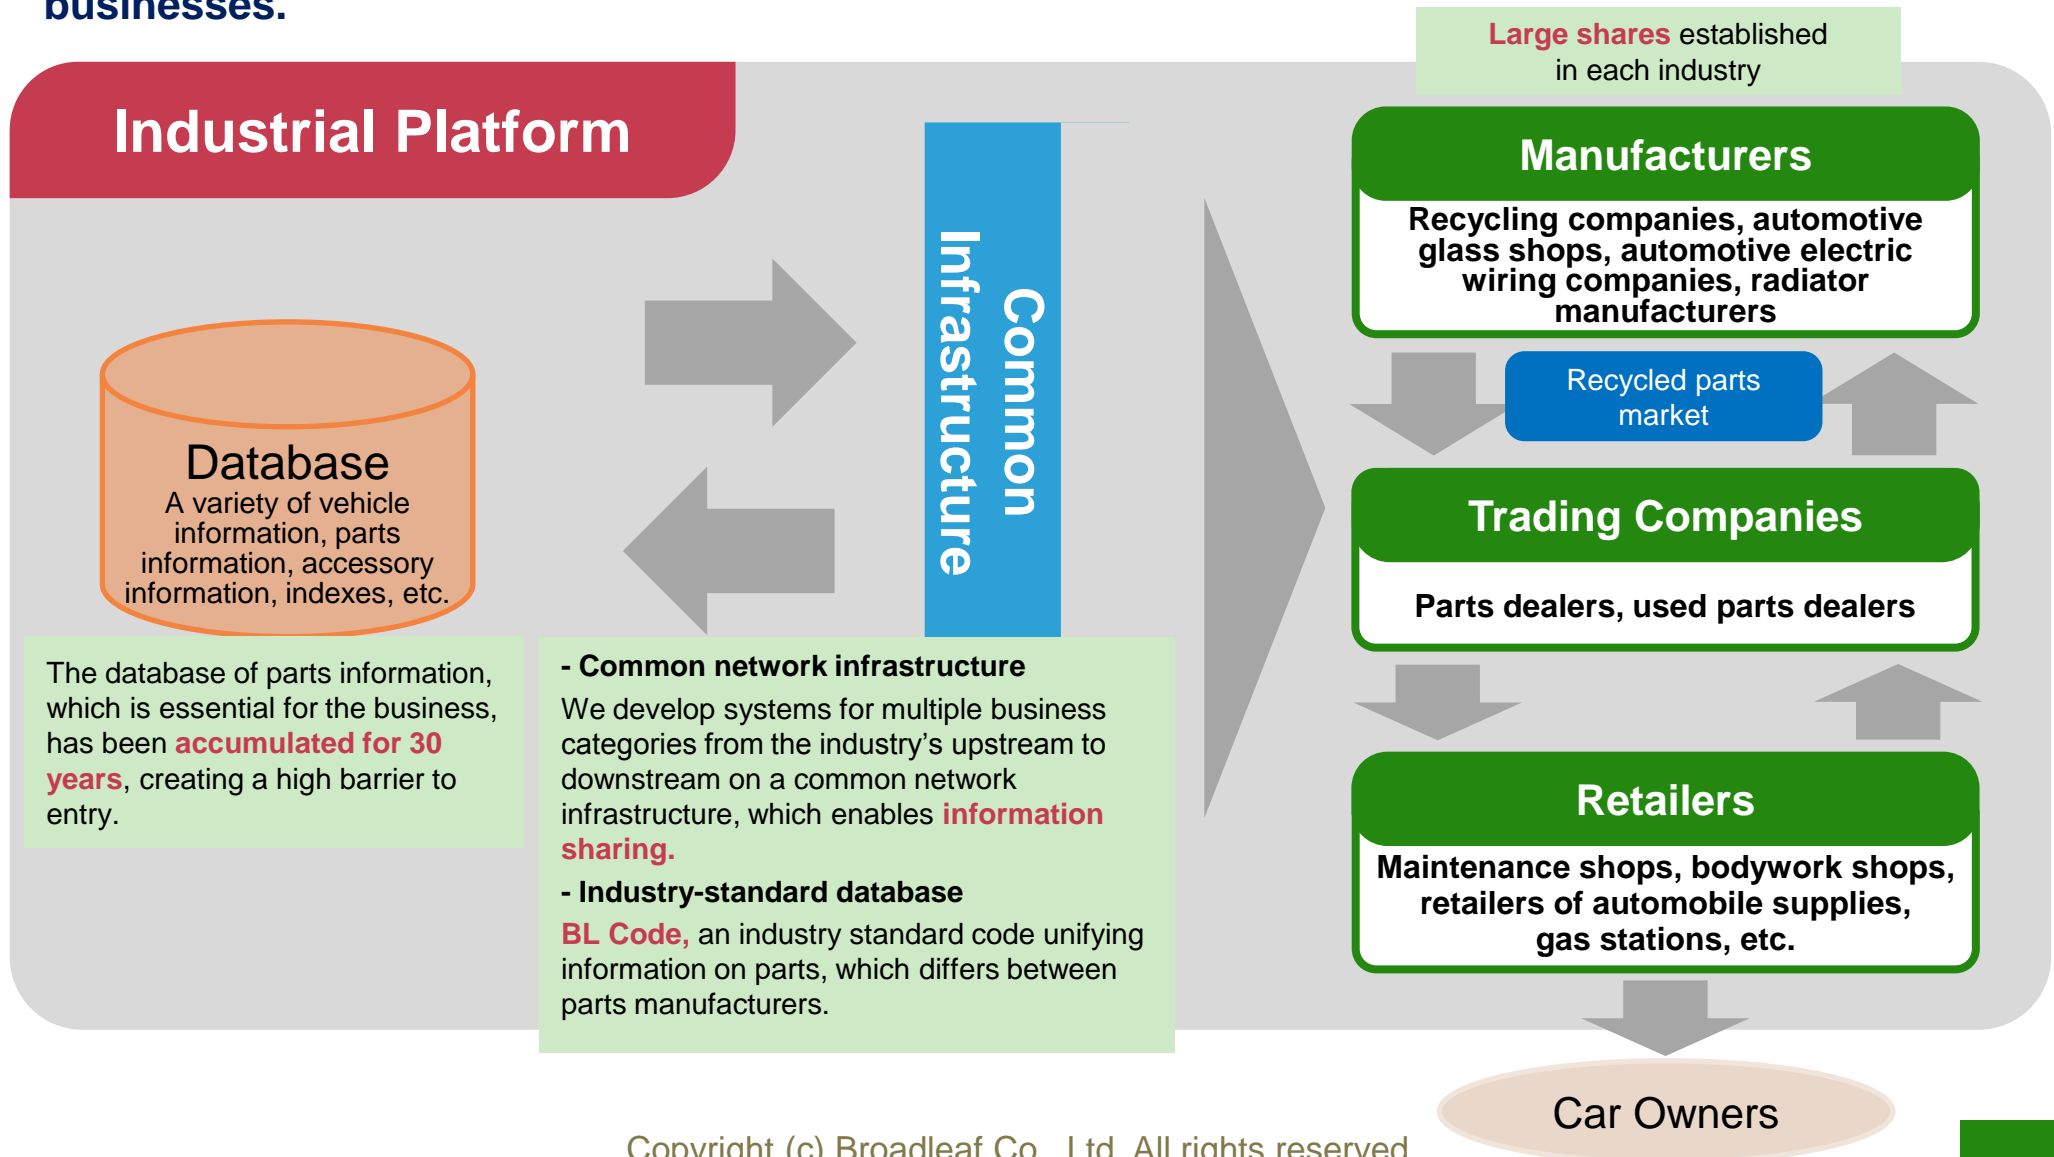 businesses.
Large shares established
in each industry
Industrial Platform
Common
Infrastructure
Manufacturers
Recycling companies, automotive
glass shops, automotive electric
wiring companies, radiator
manufacturers
Recycled parts
market
Database
A variety of vehicle
information, parts
information, accessory
information, indexes, etc.
Trading Companies
Parts dealers, used parts dealers
The database of parts information,
which is essential for the business,
has been accumulated for 30
years, creating a high barrier to
entry.
- Common network infrastructure
We develop systems for multiple business
categories from the industry’s upstream to
downstream on a common network
infrastructure, which enables information
sharing.
- Industry-standard database
BL Code, an industry standard code unifying
information on parts, which differs between
parts manufacturers.
Retailers
Maintenance shops, bodywork shops,
retailers of automobile supplies,
gas stations, etc.
Car Owners
Copyright (c) Broadleaf Co., Ltd. All rights reserved